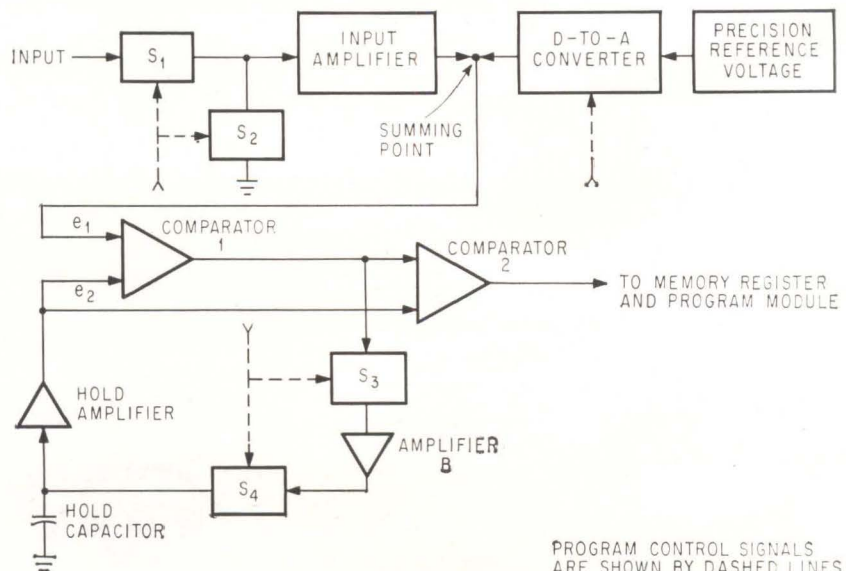 INPUT
S1
INPUT
AMPLIFIER
D-TO-A
CONVERTER
PRECISION
REFERENCE
VOLTAGE
S2
SUMMING
POINT
e1
COMPARATOR
1
e2
COMPARATOR
2
TO MEMORY REGISTER
AND PROGRAM MODULE
S3
HOLD
AMPLIFIER
AMPLIFIER
B
S4
HOLD
CAPACITOR
PROGRAM CONTROL SIGNALS
ARE SHOWN BY DASHED LINES